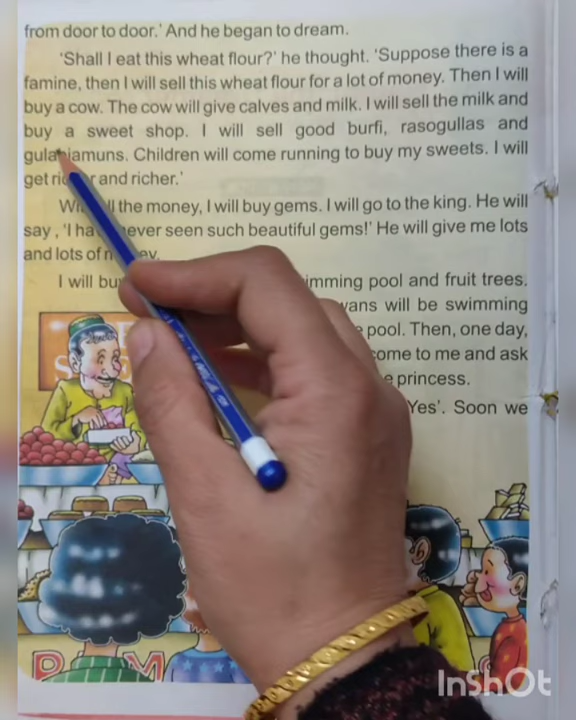 from door to door.' And he began to dream.
'Shall I eat this wheat flour?' he thought. 'Suppose there is a
famine, then I will sell this wheat flour for a lot of money. Then I will
buy a cow. The cow will give calves and milk. I will sell the milk and
buy a sweet shop. I will sell good burfi, rasogullas and
gulabjamuns. Children will come running to buy my sweets. I will
get richer and richer.'
With all the money, I will buy gems. I will go to the king. He will
say , 'I have never seen such beautiful gems!' He will give me lots
and lots of money.
I will buy swimming pool and fruit trees.
swans will be swimming
pool. Then, one day,
come to me and ask
princess.
Yes'. Soon we
InShOt